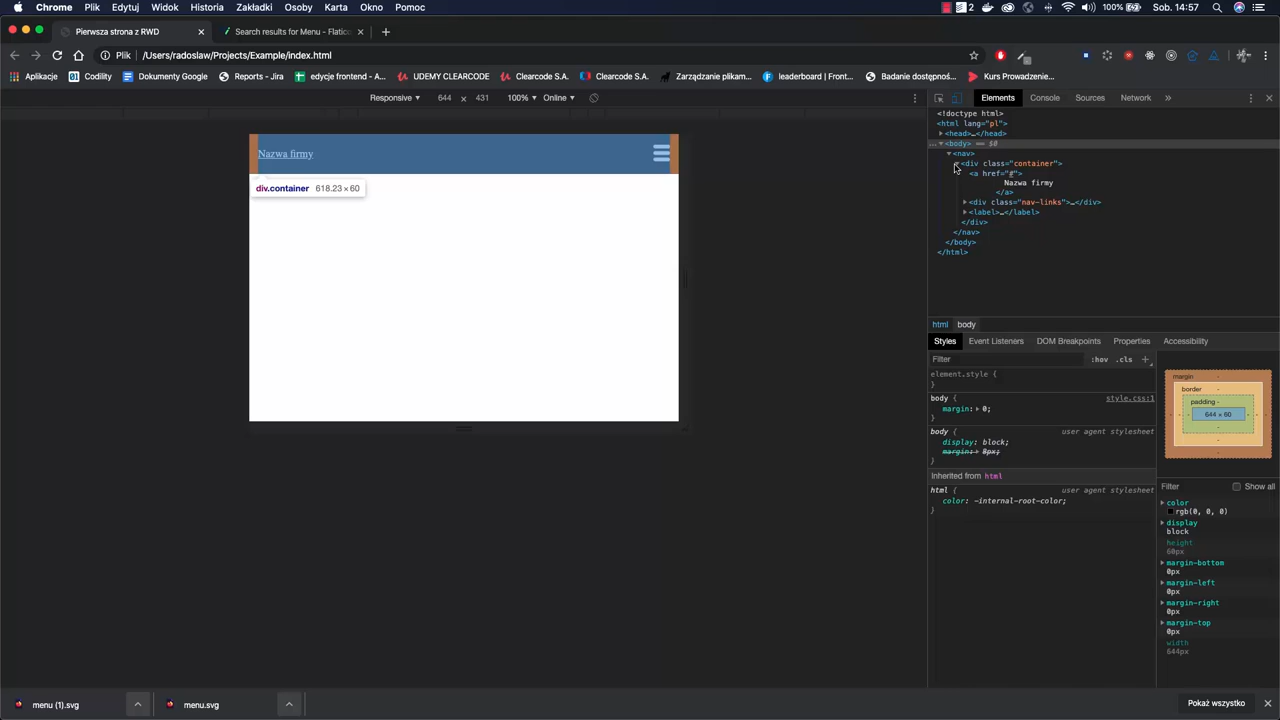 Chrome Plik Edytuj Widok Historia Zakładki Osoby Karta Okno Pomoc 2 100% Sob. 14:57
Pierwsza strona z RWD Search results for Menu - Flatico
Plik /Users/radoslaw/Projects/Example/index.html
Aplikacje Codility Dokumenty Google Reports - Jira edycje frontend - A... UDEMY CLEARCODE Clearcode S.A. Clearcode S.A. Zarządzanie plikam... leaderboard | Front... Badanie dostępnoś... Kurs Prowadzenie...
Responsive 644 × 431 100% Online
Elements Console Sources Network »
<!doctype html>
<html lang="pl">
<head>…</head>
… <body> == $0
<nav>
<div class="container">
<a href="#">
Nazwa firmy
</a>
<div class="nav-links">…</div>
<label>…</label>
</div>
</nav>
</body>
</html>
Nazwa firmy
div.container 618.23 × 60
html body
Styles Event Listeners DOM Breakpoints Properties Accessibility
Filter :hov .cls +
element.style {
}
body { style.css:1
margin: 0;
}
body { user agent stylesheet
display: block;
margin: 8px;
}
Inherited from html
html { user agent stylesheet
color: -internal-root-color;
}
margin -
border -
padding -
- - - 644 × 60 - - -
-
-
-
Filter Show all
color
rgb(0, 0, 0)
display
block
height
60px
margin-bottom
0px
margin-left
0px
margin-right
0px
margin-top
0px
width
644px
menu (1).svg menu.svg Pokaż wszystko